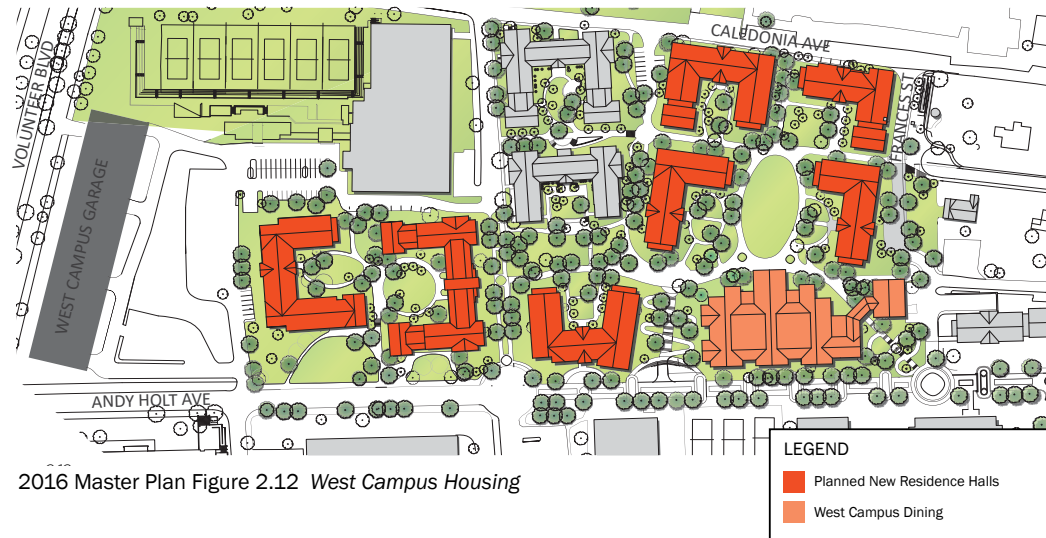 CALEDONIA AVE
VOLUNTEER BLVD
FRANCES ST
WEST CAMPUS GARAGE
ANDY HOLT AVE
LEGEND
2016 Master Plan Figure 2.12 West Campus Housing
Planned New Residence Halls
West Campus Dining